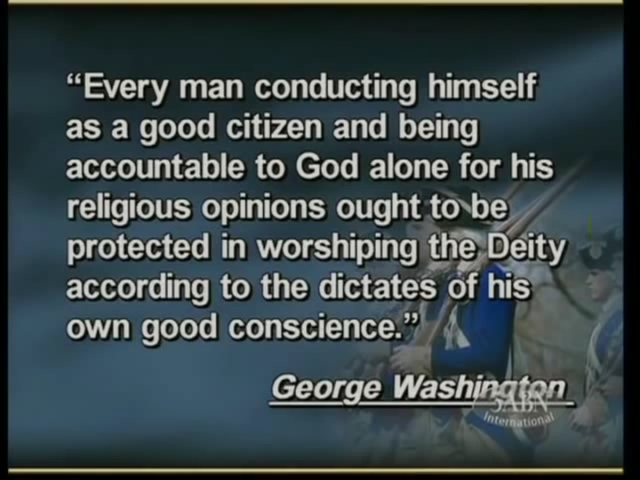 “Every man conducting himself
as a good citizen and being
accountable to God alone for his
religious opinions ought to be
protected in worshiping the Deity
according to the dictates of his
own good conscience.”
George Washington
3ABN
International